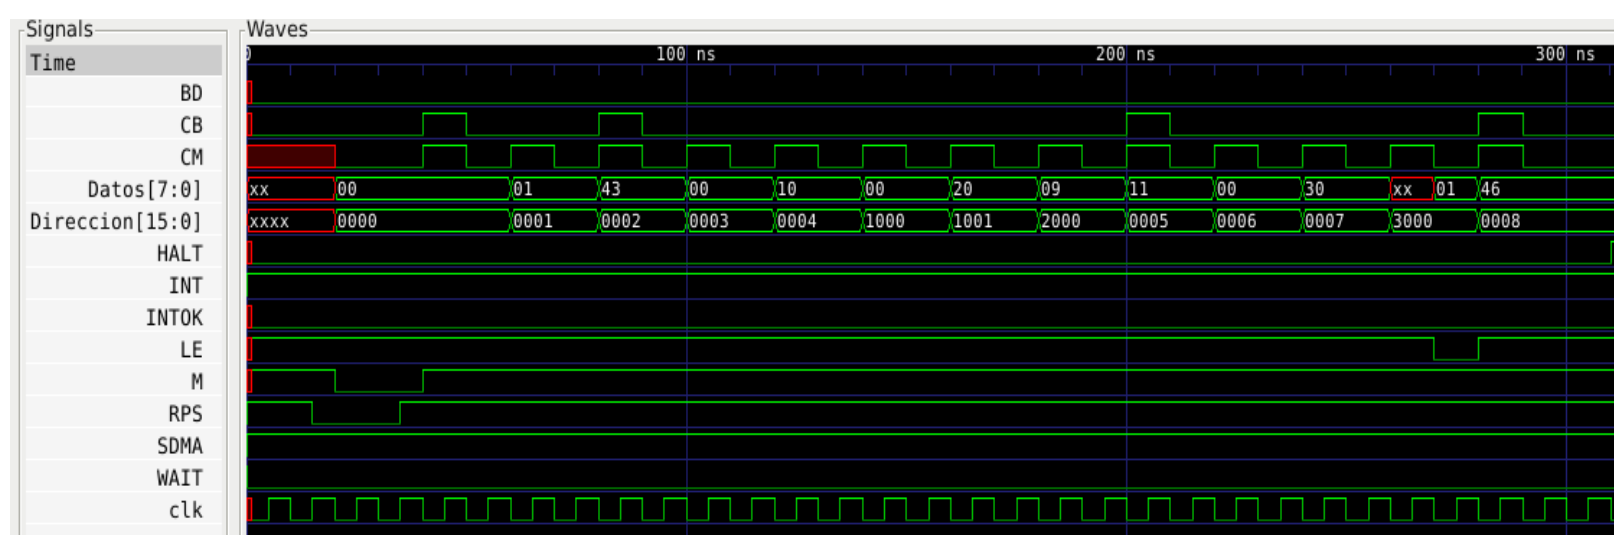 Signals Waves
Time 0 100 ns 200 ns 300 ns
BD
CB
CM
Datos[7:0] xx 00 01 43 00 10 00 20 09 11 00 30 xx 01 46
Direccion[15:0] xxxx 0000 0001 0002 0003 0004 1000 1001 2000 0005 0006 0007 3000 0008
HALT
INT
INTOK
LE
M
RPS
SDMA
WAIT
clk